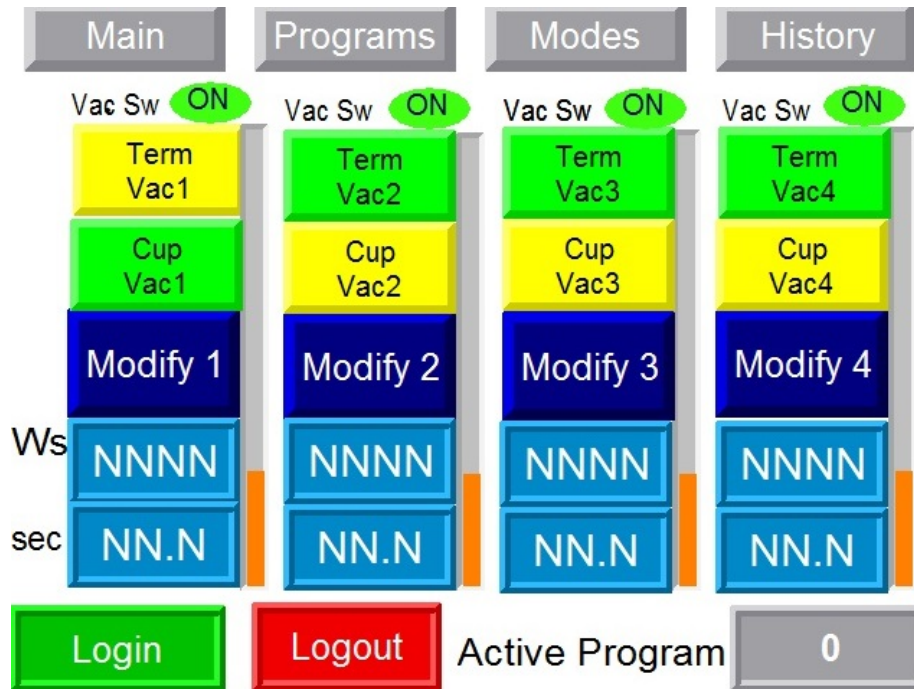 Main Programs Modes History
Vac Sw ON Vac Sw ON Vac Sw ON Vac Sw ON
Term Term Term Term
Vac1 Vac2 Vac3 Vac4
Cup Cup Cup Cup
Vac1 Vac2 Vac3 Vac4
Modify 1 Modify 2 Modify 3 Modify 4
Ws NNNN NNNN NNNN NNNN
sec NN.N NN.N NN.N NN.N
Login Logout Active Program 0